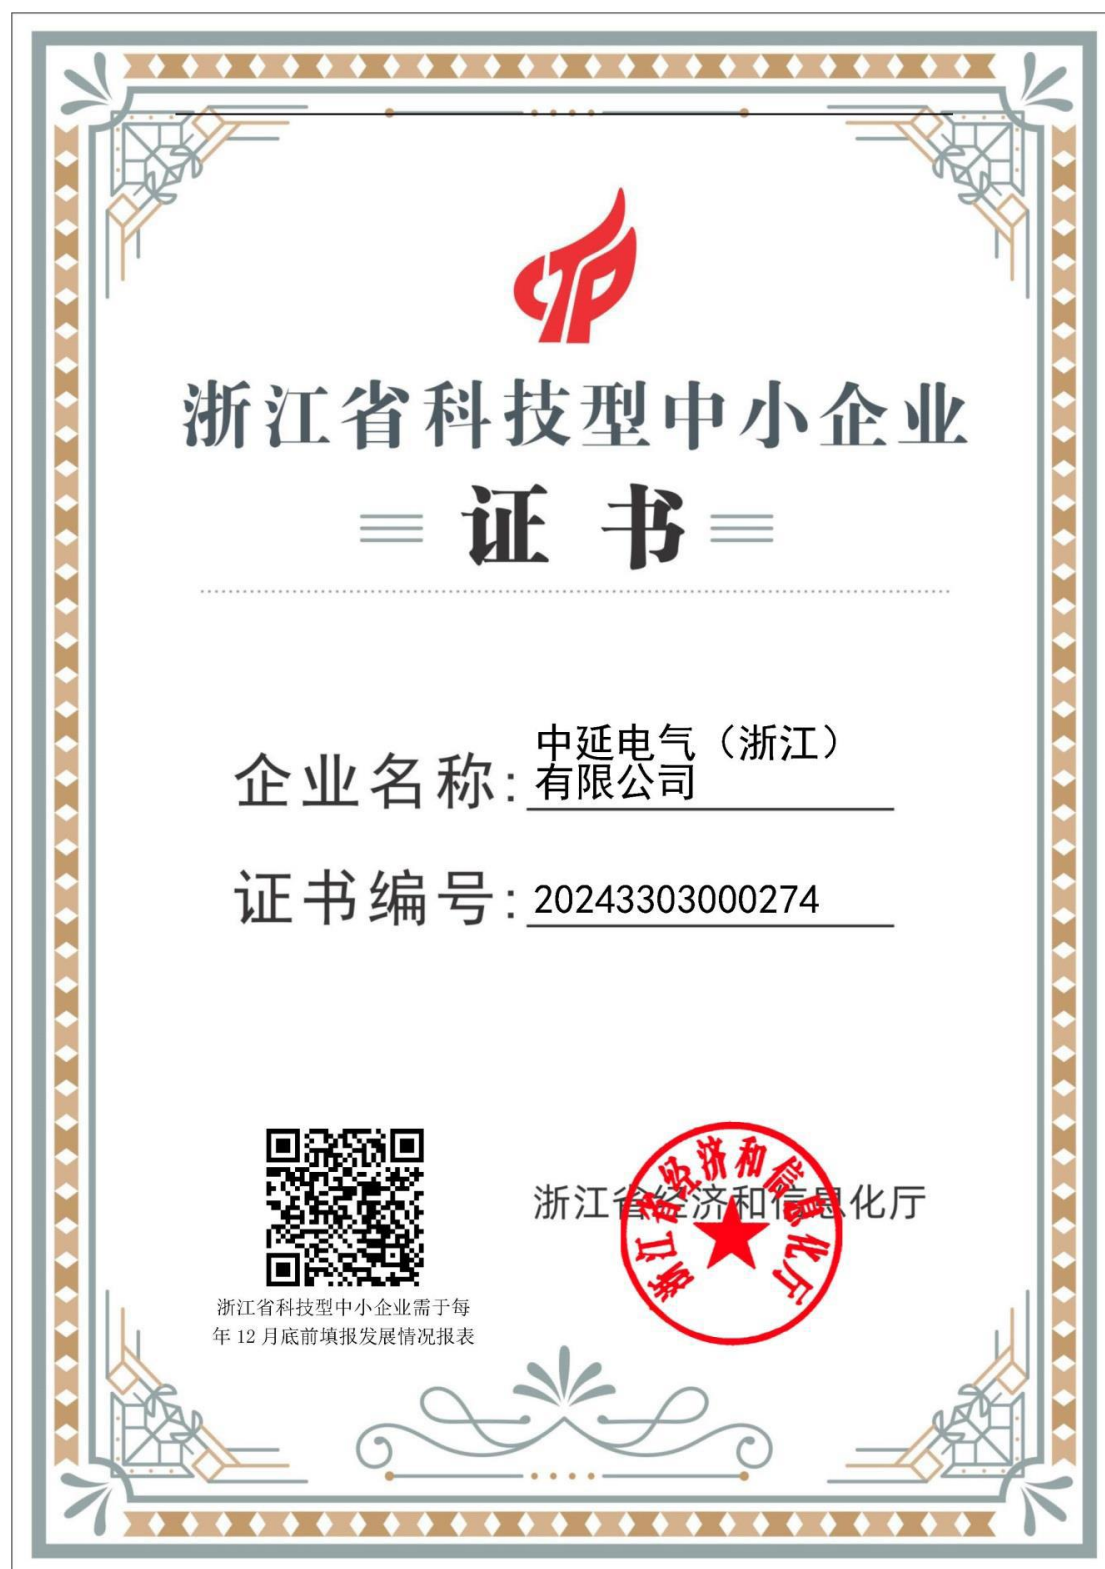 浙江省科技型中小企业
证书
企业名称:中延电气（浙江）
有限公司
证书编号:20243303000274
浙江省经济和信息化厅
浙江省经济和信息化厅
浙江省科技型中小企业需于每
年 12 月底前填报发展情况报表